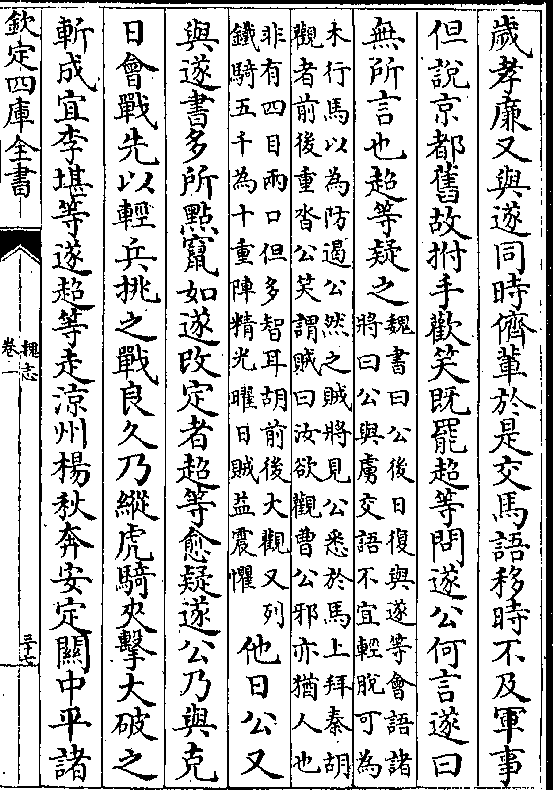 歲孝廉又與遂同時儕輩於是交馬語移時不及軍事
但說京都舊故拊手歡笑既罷超等問遂公何言遂曰
無所言也超等疑之
魏書曰公後日復與遂等會語諸
將曰公與虜交語不宜輕脫可為
木行馬以為防遏公然之賊將見公悉於馬上拜秦胡
觀者前後重沓公笑謂賊曰汝欲觀曹公邪亦猶人也
非有四目兩口但多智耳胡前後大觀又列
鐵騎五千為十重陣精光曜日賊益震懼
他日公又
與遂書多所點竄如遂改定者超等愈疑遂公乃與克
日會戰先以輕兵挑之戰良久乃縱虎騎夾擊大破之
斬成宜李堪等遂超等走涼州楊秋奔安定關中平諸
欽定四庫全書
魏志
卷一
三十七